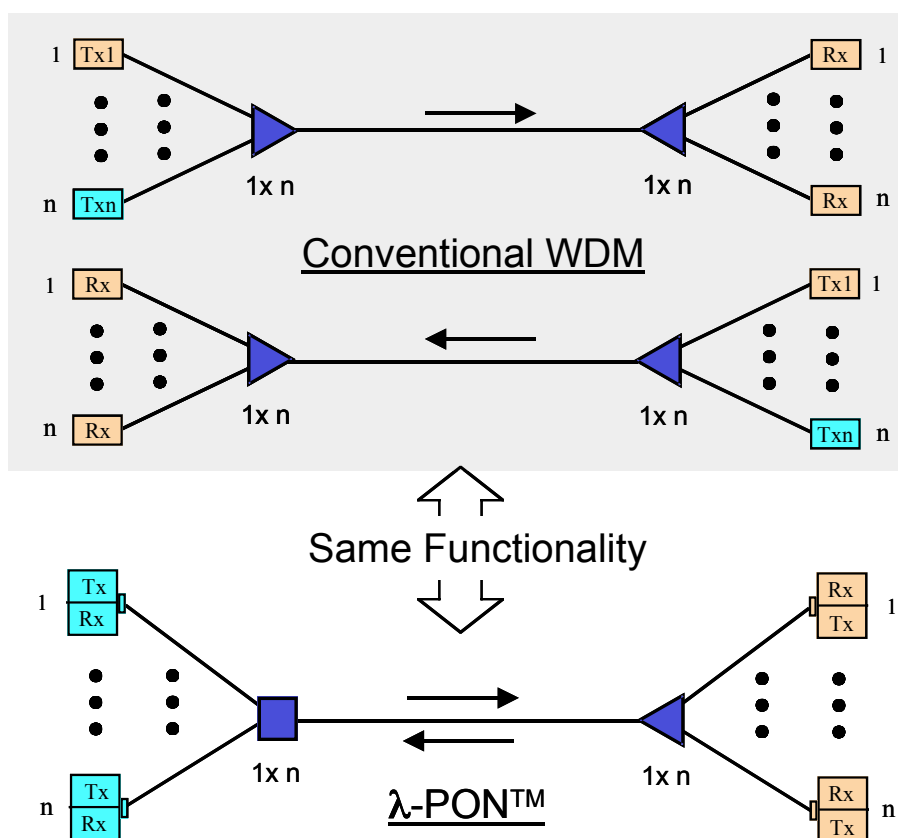 1 Tx1 Rx 1
n Txn 1x n 1x n Rx n
Conventional WDM
1 Rx Tx1 1
n Rx 1x n 1x n Txn n
Same Functionality
1 Tx Rx Rx Tx 1
1x n 1x n
n Tx Rx Rx Tx n
λ-PON™